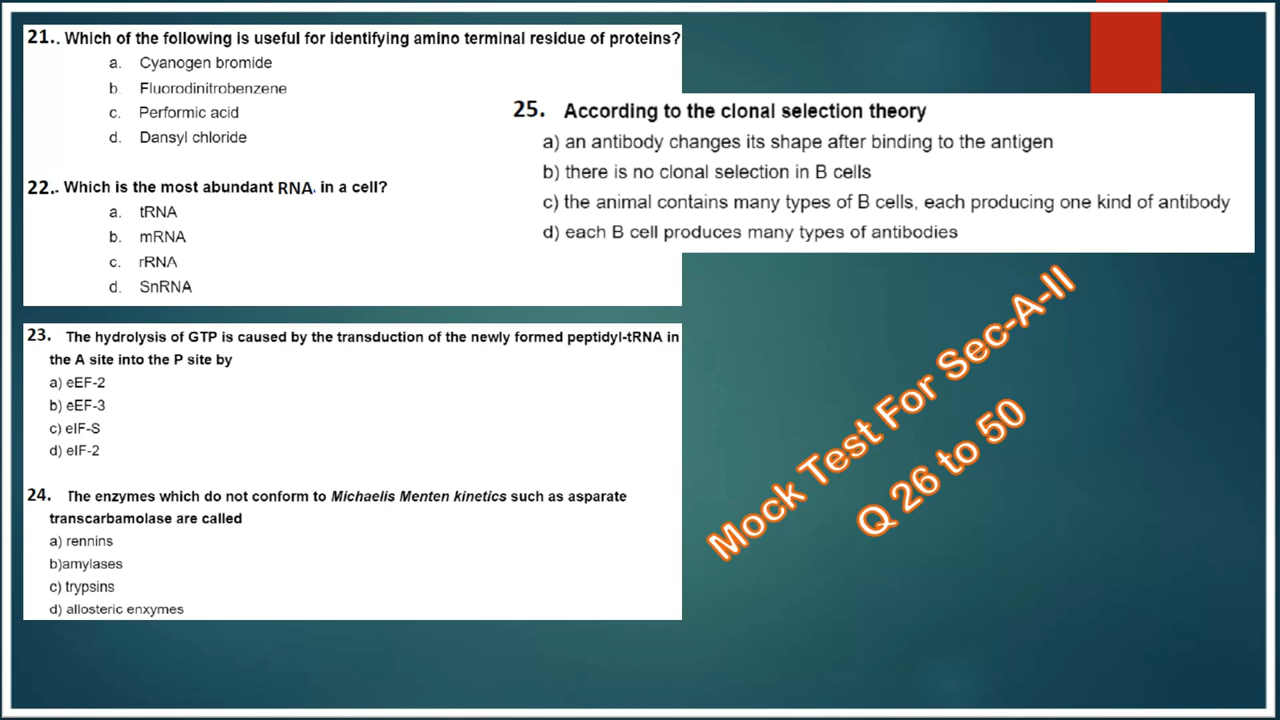 21.. Which of the following is useful for identifying amino terminal residue of proteins?
a. Cyanogen bromide
b. Fluorodinitrobenzene
c. Performic acid
d. Dansyl chloride
22.. Which is the most abundant RNA. in a cell?
a. tRNA
b. mRNA
c. rRNA
d. SnRNA
23. The hydrolysis of GTP is caused by the transduction of the newly formed peptidyl-tRNA in
the A site into the P site by
a) eEF-2
b) eEF-3
c) eIF-S
d) eIF-2
24. The enzymes which do not conform to Michaelis Menten kinetics such as asparate
transcarbamolase are called
a) rennins
b)amylases
c) trypsins
d) allosteric enxymes
25. According to the clonal selection theory
a) an antibody changes its shape after binding to the antigen
b) there is no clonal selection in B cells
c) the animal contains many types of B cells, each producing one kind of antibody
d) each B cell produces many types of antibodies
Mock Test For Sec-A-II
Q 26 to 50